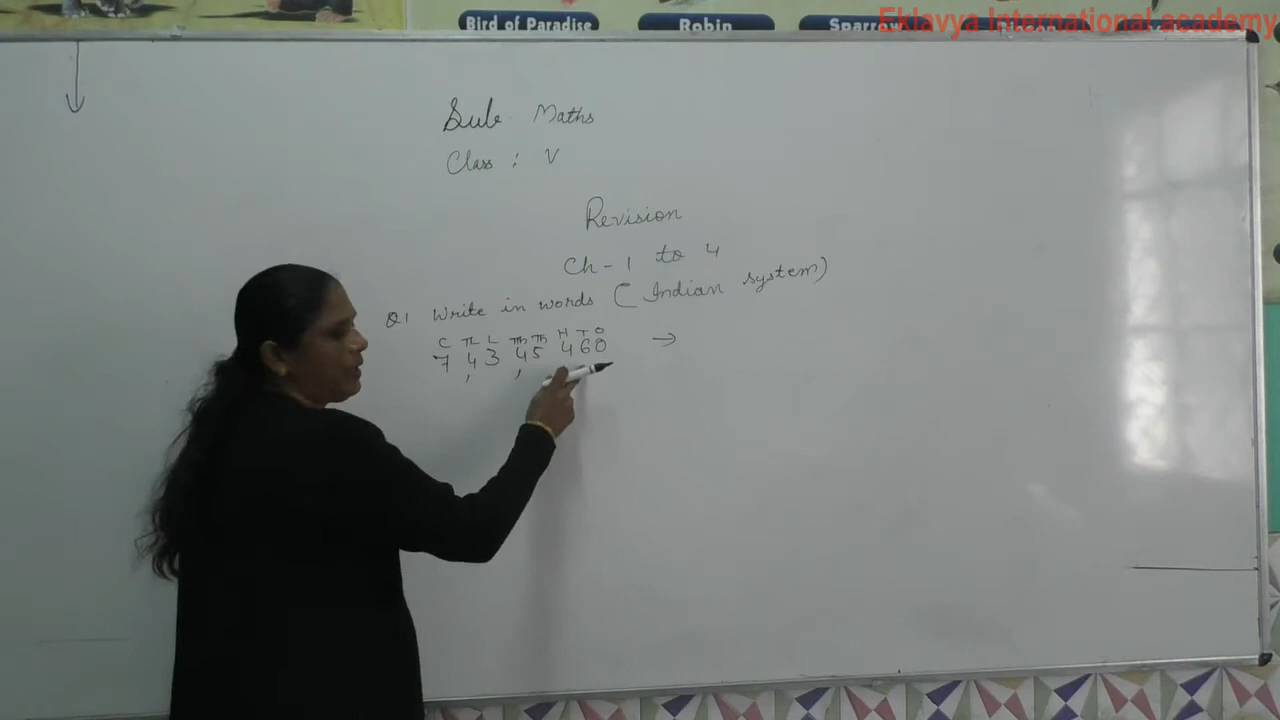 Bird of Paradise
Robin
Sparrow
Eklavya International academy
Sub. Maths
Class : V
Revision
Ch - 1 to 4
Q1 Write in words ( Indian system)
C TL L Th Th H T O
7 4 3 4 5 4 6 0 →
, ,